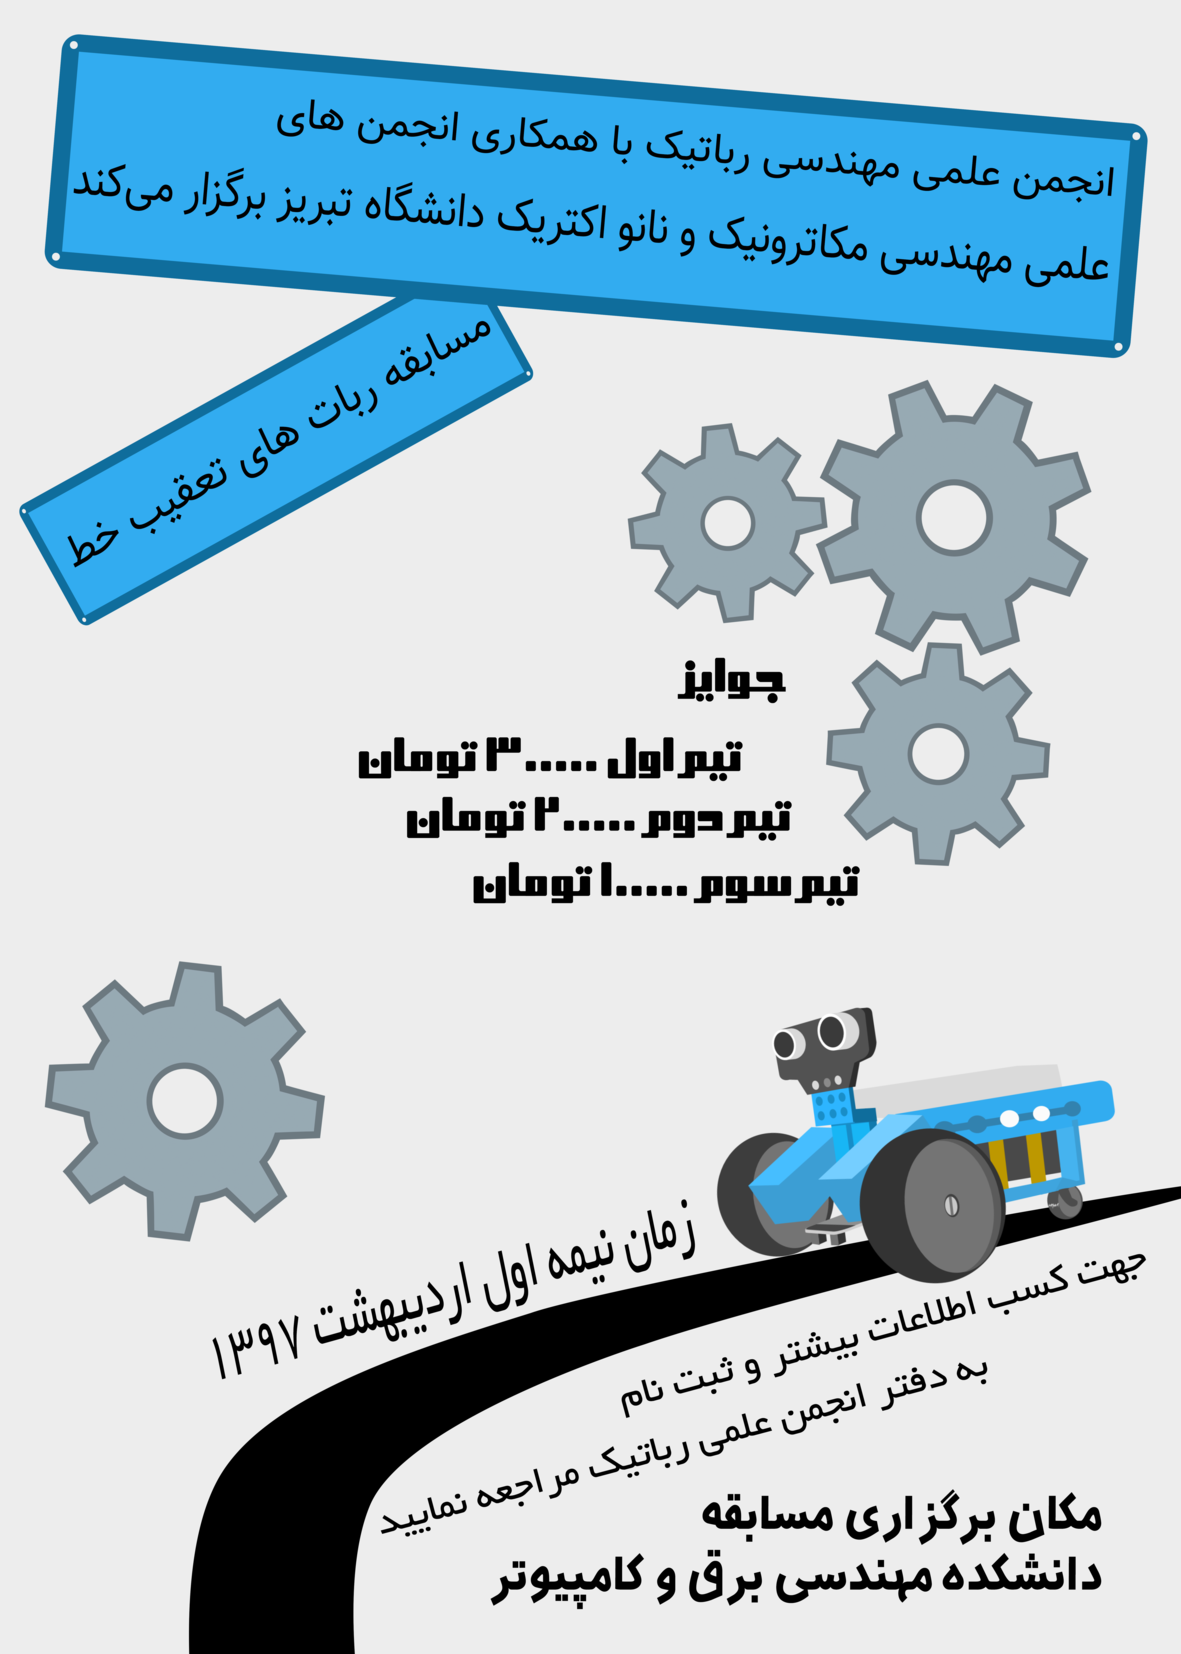 انجمن علمی مهندسی رباتیک با همکاری انجمن های
علمی مهندسی مکاترونیک و نانو اکتریک دانشگاه تبریز برگزار می‌کند
مسابقه ربات های تعقیب خط
جوایز
تیم اول ۳۰۰۰۰۰ تومان
تیم دوم ۲۰۰۰۰۰ تومان
تیم سوم ۱۰۰۰۰۰ تومان
زمان نیمه اول اردیبهشت ۱۳۹۷
جهت کسب اطلاعات بیشتر و ثبت نام
به دفتر انجمن علمی رباتیک مراجعه نمایید
مکان برگزاری مسابقه
دانشکده مهندسی برق و کامپیوتر